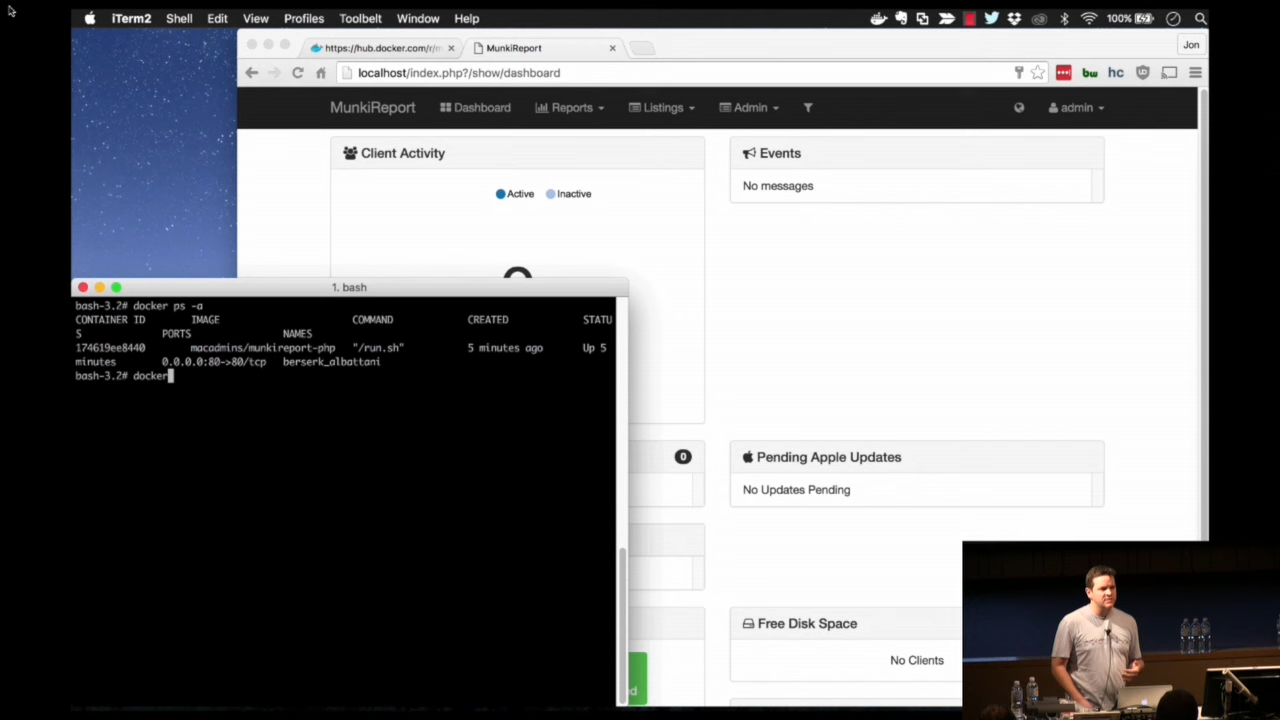 iTerm2 Shell Edit View Profiles Toolbelt Window Help 100%
https://hub.docker.com/r/m MunkiReport Jon
localhost/index.php?/show/dashboard bw hc
MunkiReport Dashboard Reports Listings Admin admin
Client Activity
Active Inactive
Events
No messages
1. bash
bash-3.2# docker ps -a
CONTAINER ID IMAGE COMMAND CREATED STATU
S PORTS NAMES
174619ee8440 macadmins/munkireport-php "/run.sh" 5 minutes ago Up 5
minutes 0.0.0.0:80->80/tcp berserk_albattani
bash-3.2# docker
0
Pending Apple Updates
No Updates Pending
Free Disk Space
No Clients